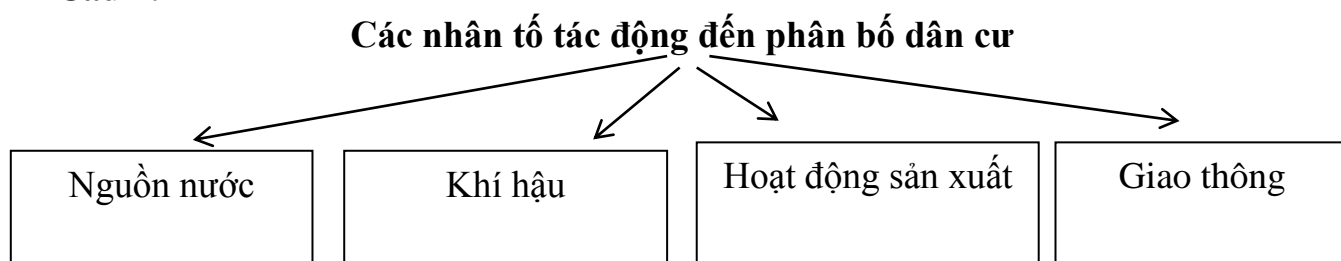 Các nhân tố tác động đến phân bố dân cư
Nguồn nước
Khí hậu
Hoạt động sản xuất
Giao thông